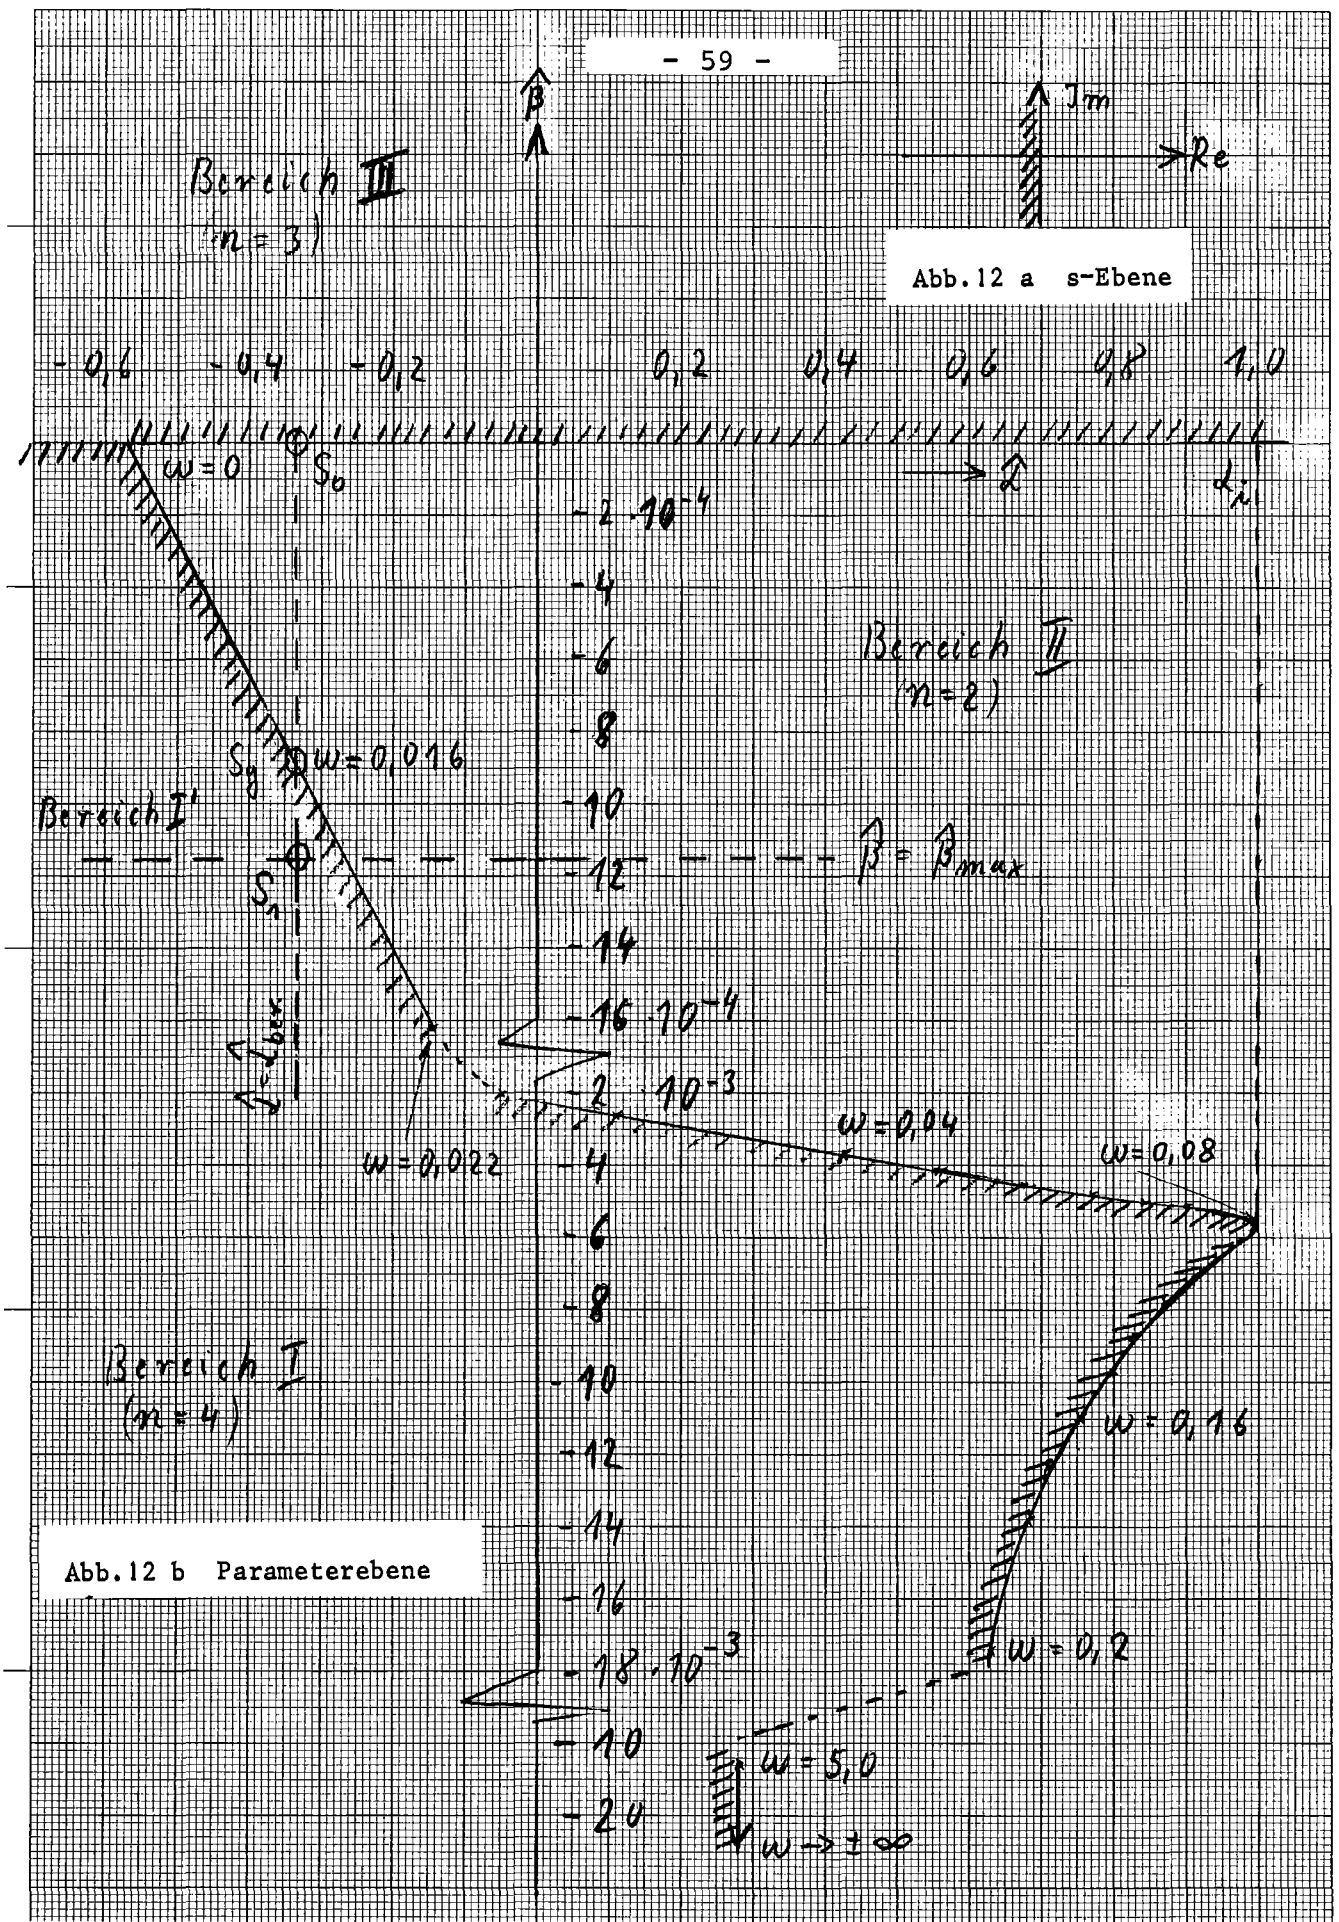 - 59 -
β̂
Im
Re
Bereich III
(n = 3)
Abb.12 a s-Ebene
- 0,6 - 0,4 - 0,2 0,2 0,4 0,6 0,8 1,0
ω = 0
S₀
α̂
- 2 · 10⁻⁴
- 4
Bereich II
- 6
(n = 2)
- 8
ω = 0,016
- 10
Bereich I'
β̂ = β̂max
- 12
S₁
- 14
- 16 · 10⁻⁴
- 2 · 10⁻³
ω = 0,04
ω = 0,08
ω = 0,022
- 4
- 6
- 8
Bereich I
- 10
(n = 4)
ω = 0,16
- 12
- 14
Abb.12 b Parameterebene
- 16
ω = 0,2
- 18 · 10⁻³
- 10
ω = 5,0
- 20
ω → ± ∞